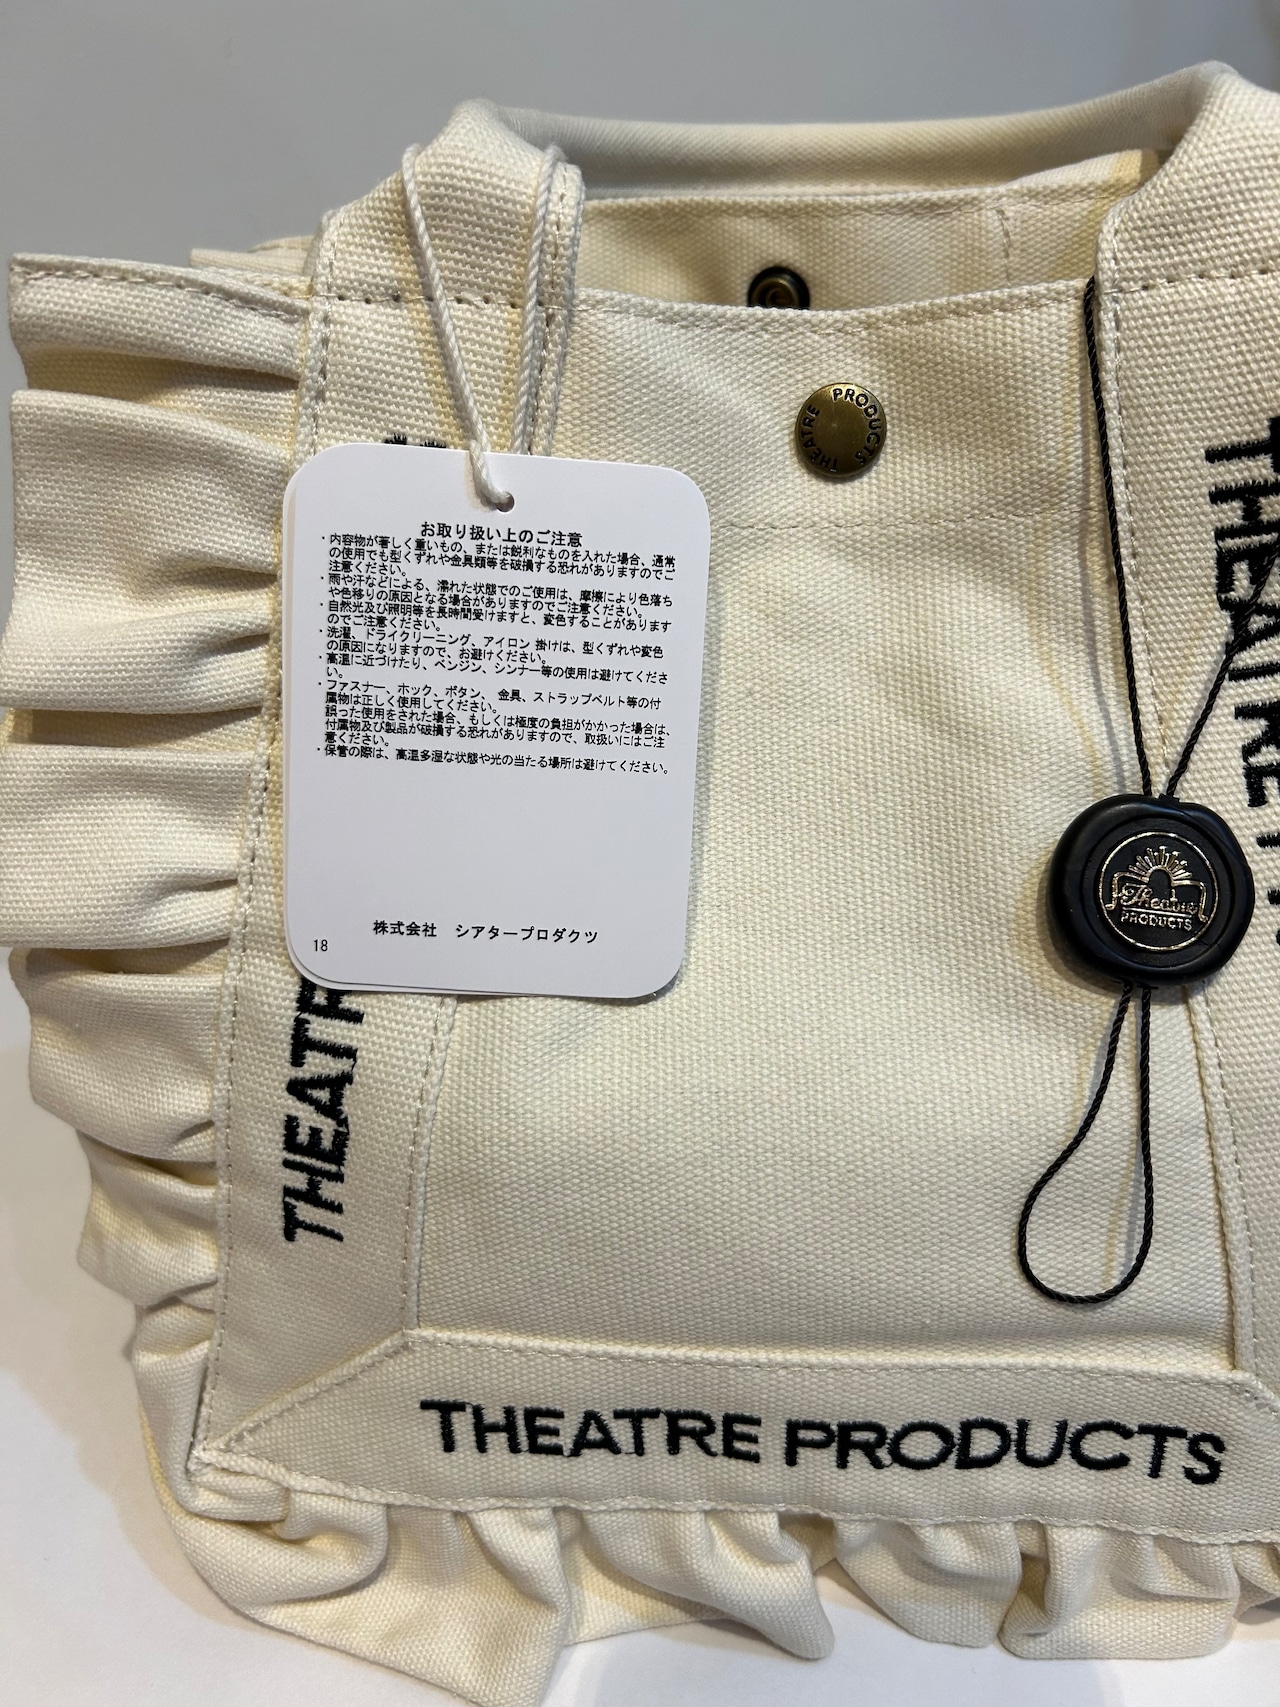 PRODUCTS THEATRE
お取り扱い上のご注意
・内容物が著しく重いもの、または鋭利なものを入れた場合、通常
の使用でも型くずれや金具類等を破損する恐れがありますのでご
注意ください。
・雨や汗などによる、濡れた状態でのご使用は、摩擦により色落ち
や色移りの原因となる場合がありますのでご注意ください。
・自然光及び照明等を長時間受けますと、変色することがあります
のでご注意ください。
・洗濯、ドライクリーニング、アイロン 掛けは、型くずれや変色
の原因になりますので、お避けください。
・高温に近づけたり、ベンジン、シンナー等の使用は避けてくださ
い。
・ファスナー、ホック、ボタン、 金具、ストラップベルト等の付
属物は正しく使用してください。
誤った使用をされた場合、もしくは極度の負担がかかった場合は、
付属物及び製品が破損する恐れがありますので、取扱いにはご注
意ください。
・保管の際は、高温多湿な状態や光の当たる場所は避けてください。
株式会社 シアタープロダクツ
18
THEATR
THEATRE
Theatre
PRODUCTS
THEATRE PRODUCTS